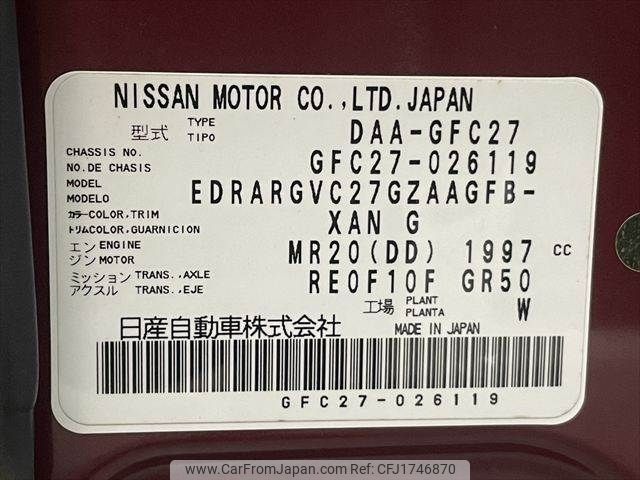 NISSAN MOTOR CO.,LTD.JAPAN
型式 TYPE TIPO DAA-GFC27
CHASSIS NO. NO.DE CHASIS GFC27-026119
MODEL MODELO EDRARGVC27GZAAGFB-
カラー COLOR,TRIM トリム COLOR,GUARNICION XAN G
エンジン ENGINE MOTOR MR20(DD) 1997 CC
ミッション アクスル TRANS.,AXLE TRANS.,EJE RE0F10F GR50
工場 PLANT PLANTA W
日産自動車株式会社 MADE IN JAPAN
GFC27-026119
www.CarFromJapan.com | Ref No. CFJ1746870